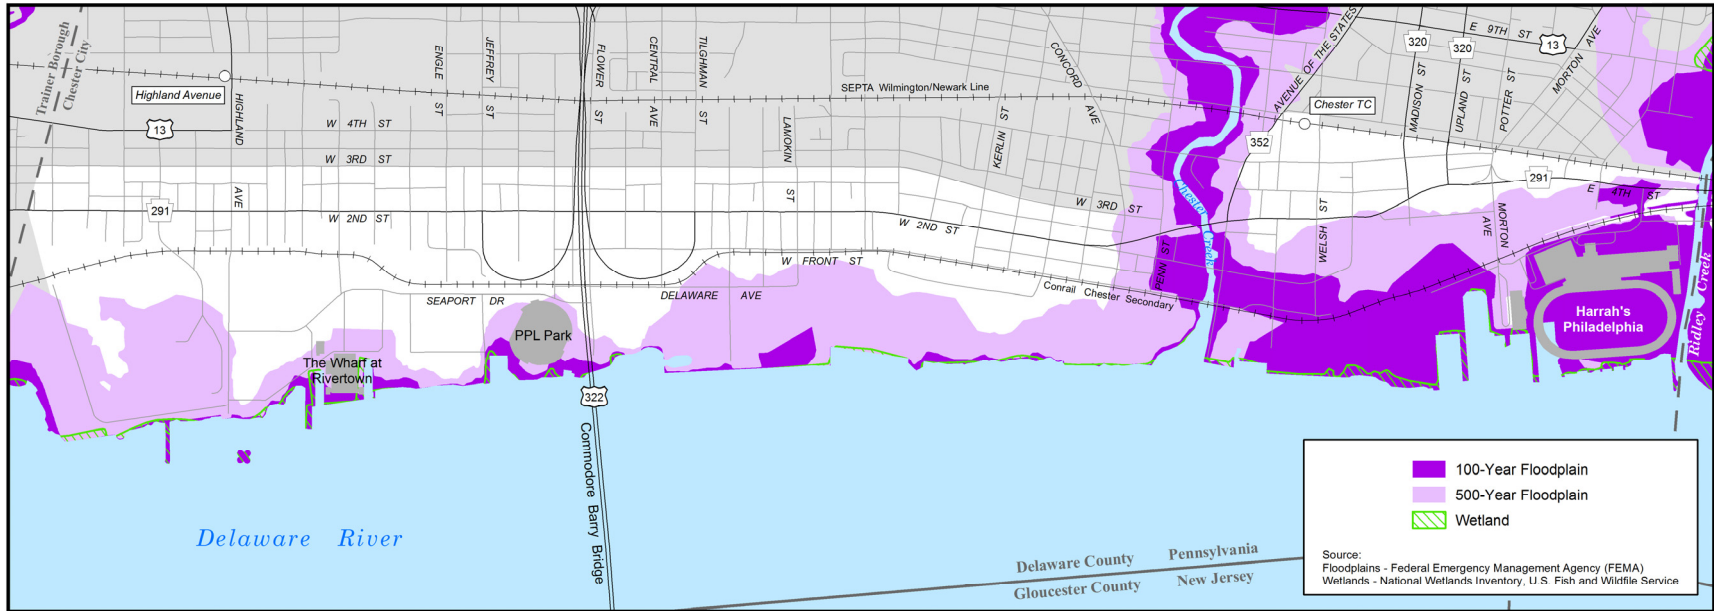 Trainer Borough
Chester City
Highland Avenue
13
HIGHLAND
AVE
ENGLE ST
JEFFREY ST
FLOWER ST
CENTRAL AVE
TILGHMAN ST
LAMOKIN ST
KERLIN ST
CONCORD AVE
SEPTA Wilmington/Newark Line
W 4TH ST
W 3RD ST
291
W 2ND ST
W 2ND ST
W 3RD ST
W FRONT ST
SEAPORT DR
DELAWARE AVE
Conrail Chester Secondary
PENN ST
Chester Creek
AVENUE OF THE STATES
Chester TC
352
WELSH ST
320
320
MADISON ST
UPLAND ST
POTTER ST
E 9TH ST
13
MORTON AVE
291
E 4TH ST
MORTON AVE
Ridley Creek
Harrah's
Philadelphia
PPL Park
The Wharf at
Rivertown
322
Commodore Barry Bridge
Delaware River
Delaware County Pennsylvania
Gloucester County New Jersey
100-Year Floodplain
500-Year Floodplain
Wetland
Source:
Floodplains - Federal Emergency Management Agency (FEMA)
Wetlands - National Wetlands Inventory, U.S. Fish and Wildfile Service